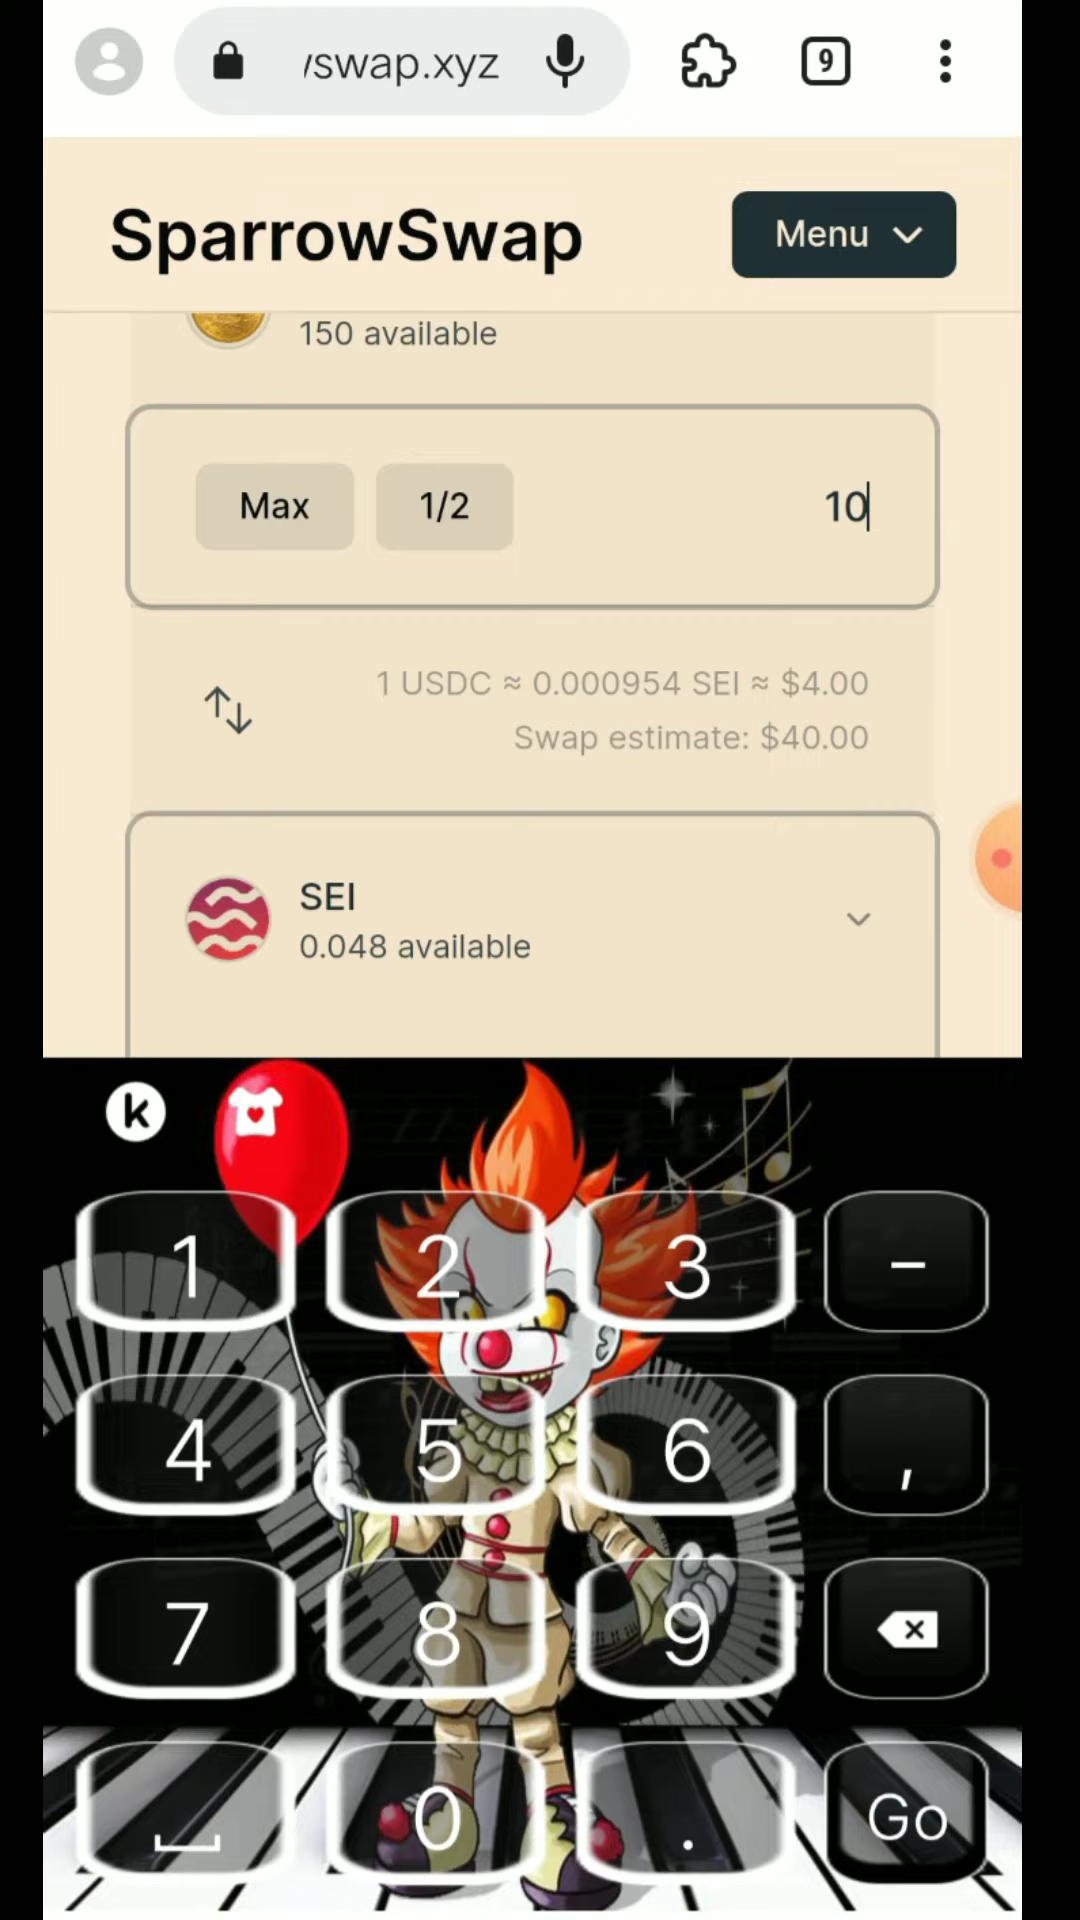 swap.xyz
9
SparrowSwap
Menu
150 available
Max
1/2
10
1 USDC ≈ 0.000954 SEI ≈ $4.00
Swap estimate: $40.00
SEI
0.048 available
k
1 2 3 –
4 5 6 ,
7 8 9
0 . Go